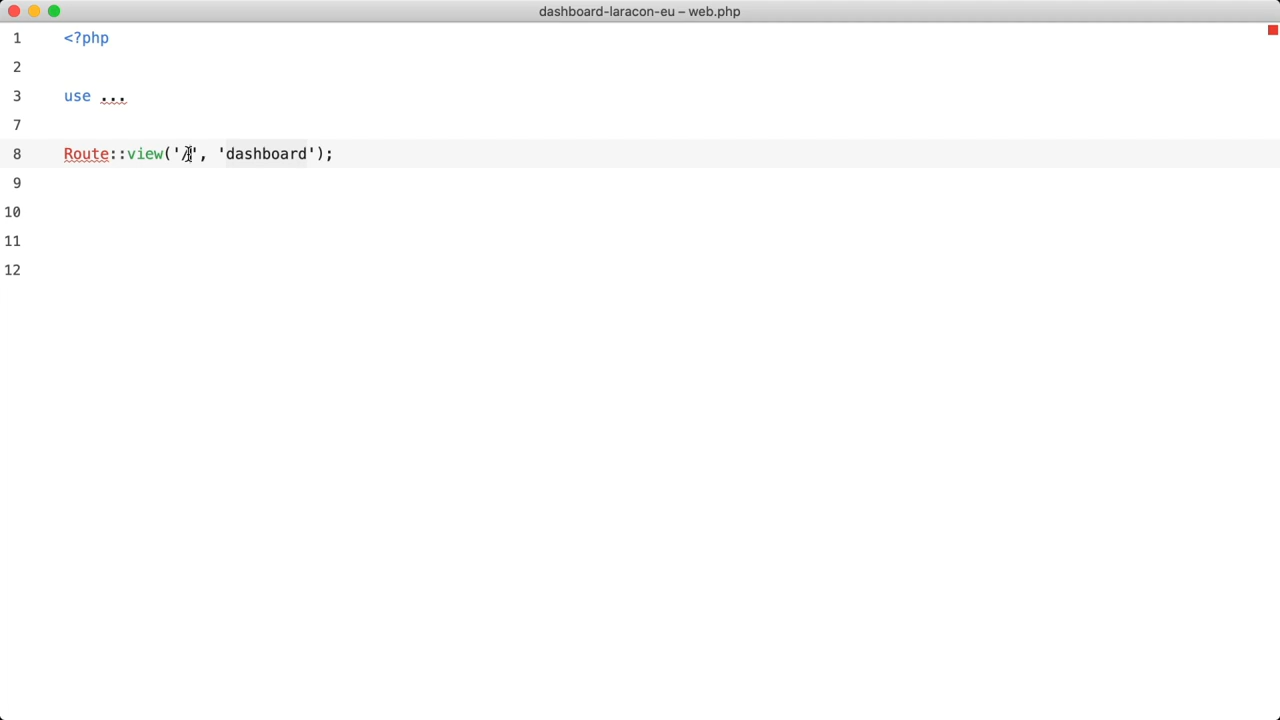 dashboard-laracon-eu – web.php
1 <?php
2
3 use ...
7
8 Route::view('/', 'dashboard');
9
10
11
12